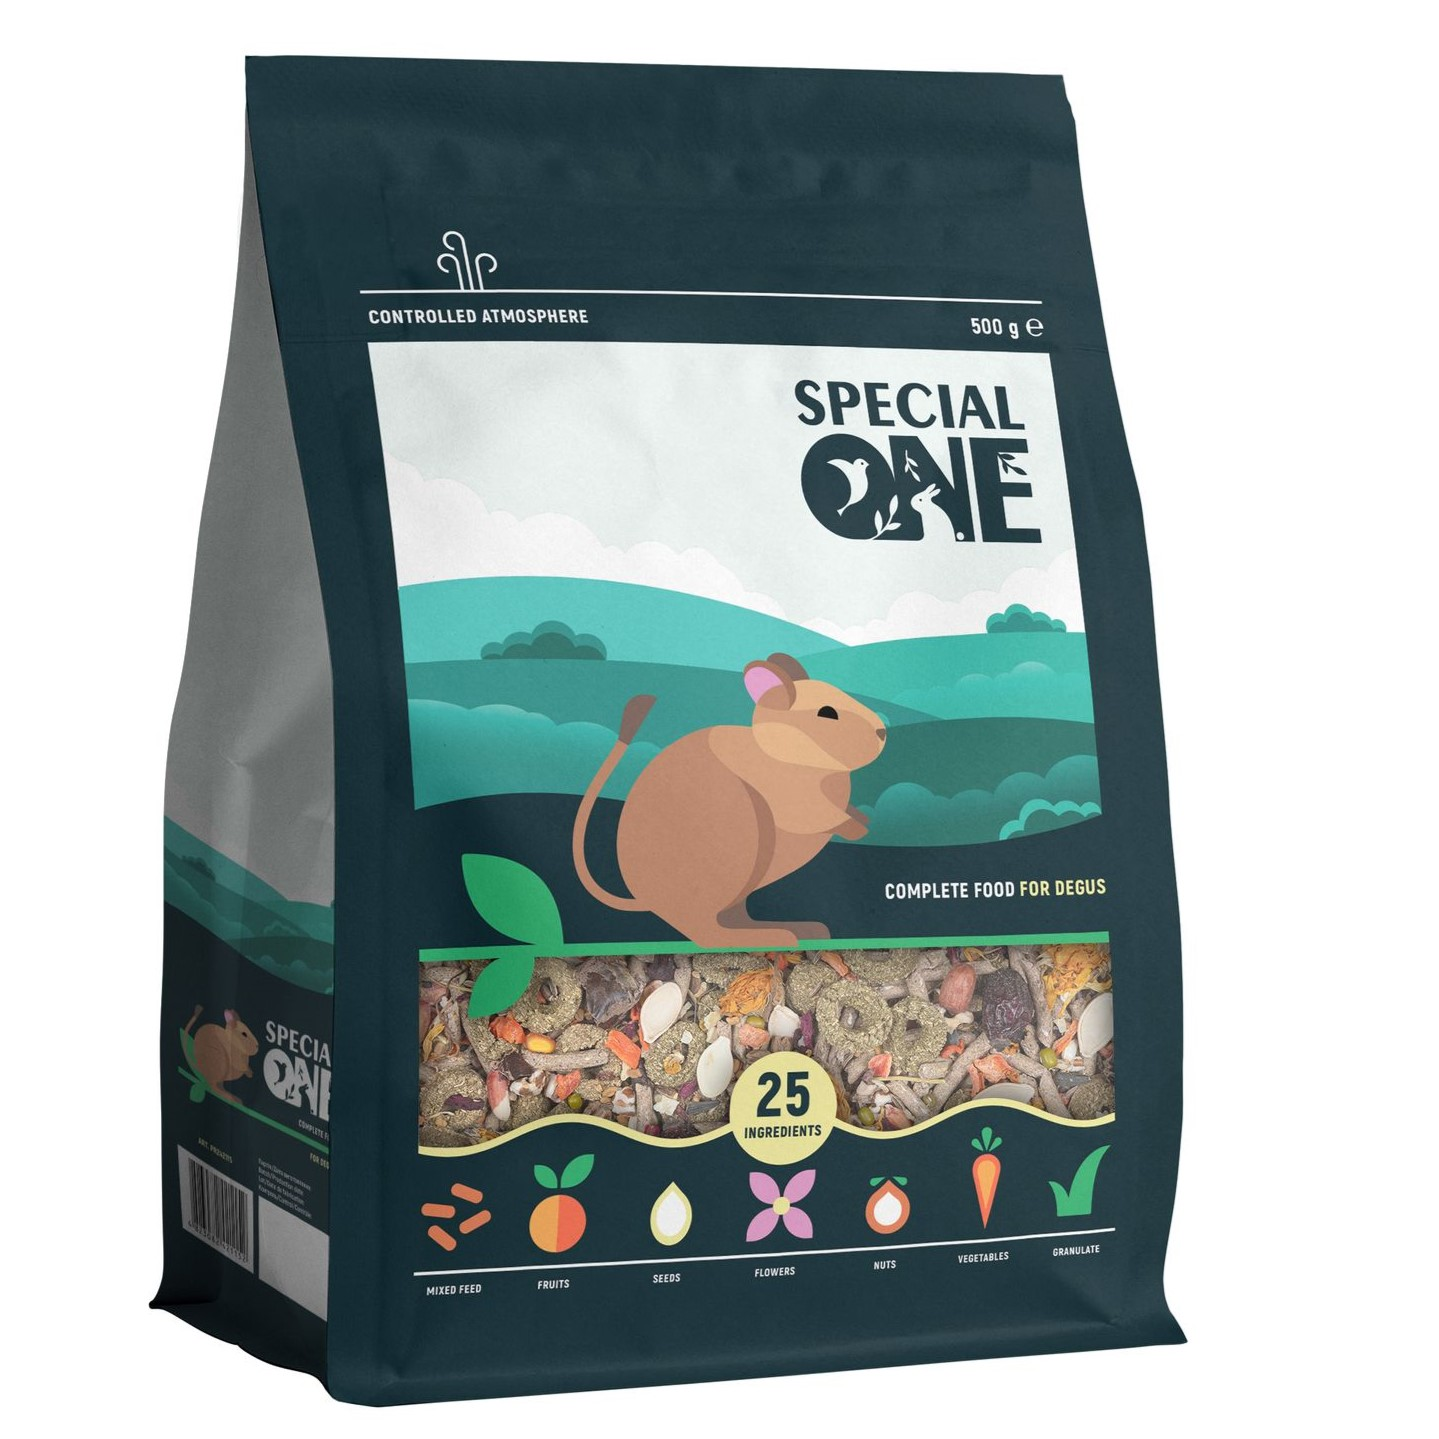 CONTROLLED ATMOSPHERE
500 g ℮
SPECIAL
ONE
COMPLETE FOOD FOR DEGUS
25
INGREDIENTS
MIXED FEED
FRUITS
SEEDS
FLOWERS
NUTS
VEGETABLES
GRANULATE
SPECIA
ONE
COMPLETE F
FOR DEG